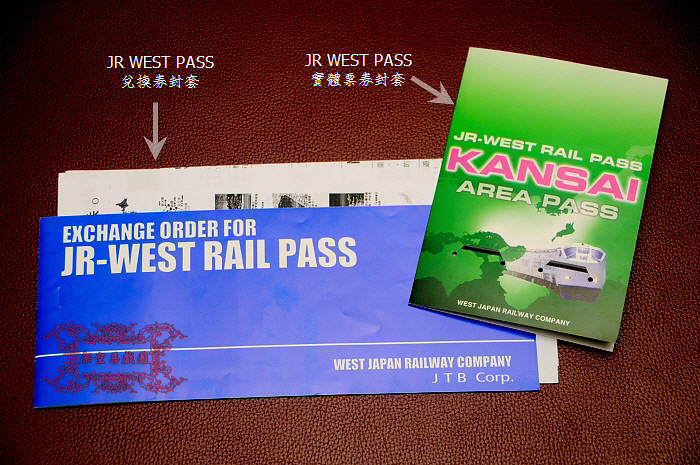 JR WEST PASS
兌換券封套
JR WEST PASS
實體票券封套
EXCHANGE ORDER FOR
JR-WEST RAIL PASS
WEST JAPAN RAILWAY COMPANY
JTB Corp.
JR-WEST RAIL PASS
KANSAI
AREA PASS
WEST JAPAN RAILWAY COMPANY